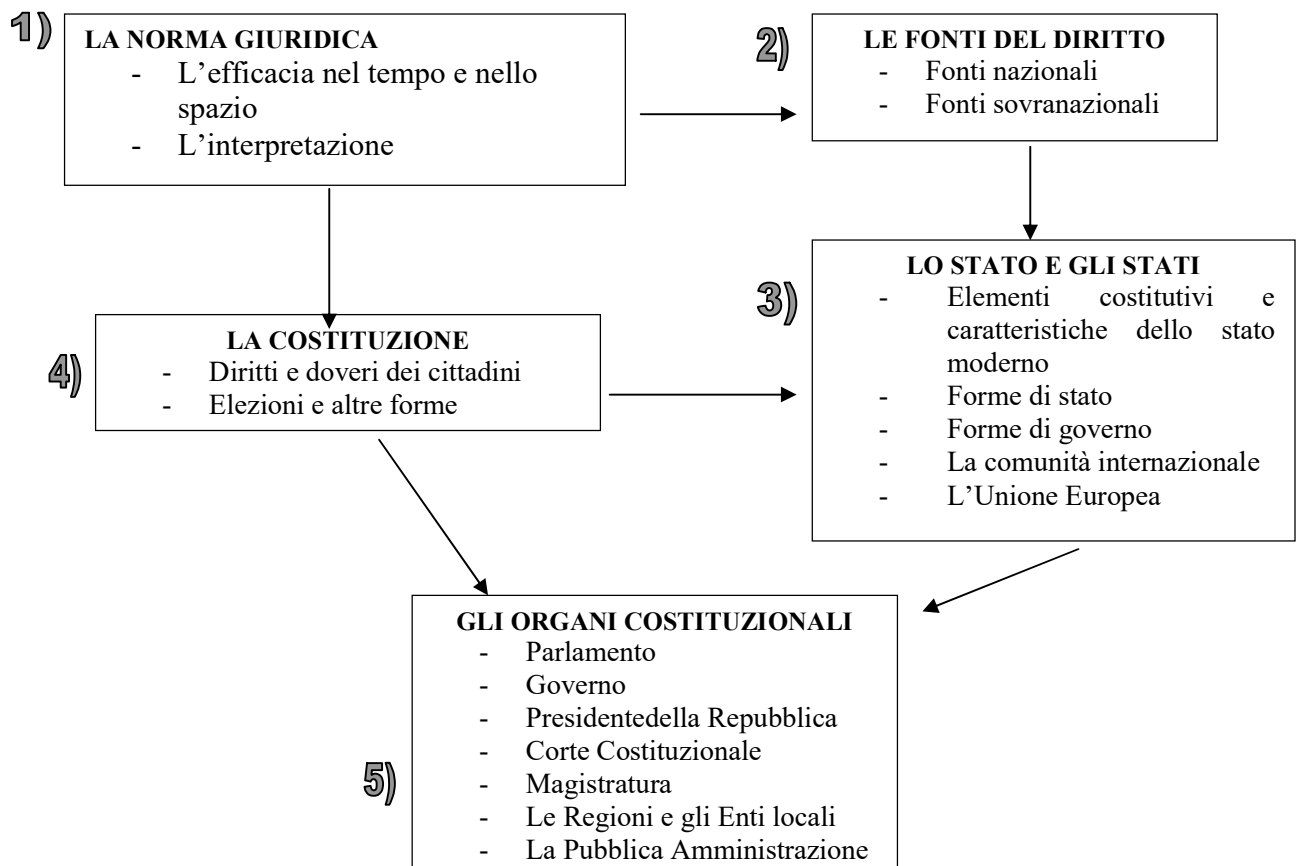 1)
LA NORMA GIURIDICA
- L’efficacia nel tempo e nello
spazio
- L’interpretazione
2)
LE FONTI DEL DIRITTO
- Fonti nazionali
- Fonti sovranazionali
3)
LO STATO E GLI STATI
- Elementi costitutivi e
caratteristiche dello stato
moderno
- Forme di stato
- Forme di governo
- La comunità internazionale
- L’Unione Europea
4)
LA COSTITUZIONE
- Diritti e doveri dei cittadini
- Elezioni e altre forme
5)
GLI ORGANI COSTITUZIONALI
- Parlamento
- Governo
- Presidentedella Repubblica
- Corte Costituzionale
- Magistratura
- Le Regioni e gli Enti locali
- La Pubblica Amministrazione